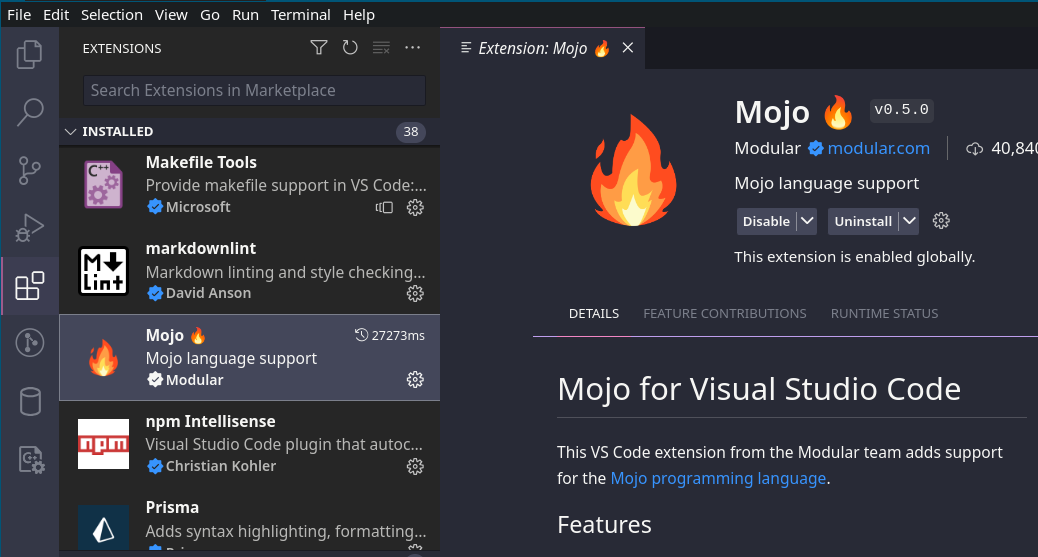 File Edit Selection View Go Run Terminal Help
EXTENSIONS
Search Extensions in Marketplace
INSTALLED 38
C++
Makefile Tools
Provide makefile support in VS Code:...
Microsoft
M
Lint
markdownlint
Markdown linting and style checking...
David Anson
Mojo 🔥 27273ms
Mojo language support
Modular
npm
npm Intellisense
Visual Studio Code plugin that autoc...
Christian Kohler
Prisma
Adds syntax highlighting, formatting...
Extension: Mojo 🔥
Mojo 🔥 v0.5.0
Modular modular.com 40,840
Mojo language support
Disable Uninstall
This extension is enabled globally.
DETAILS FEATURE CONTRIBUTIONS RUNTIME STATUS
Mojo for Visual Studio Code
This VS Code extension from the Modular team adds support
for the Mojo programming language.
Features